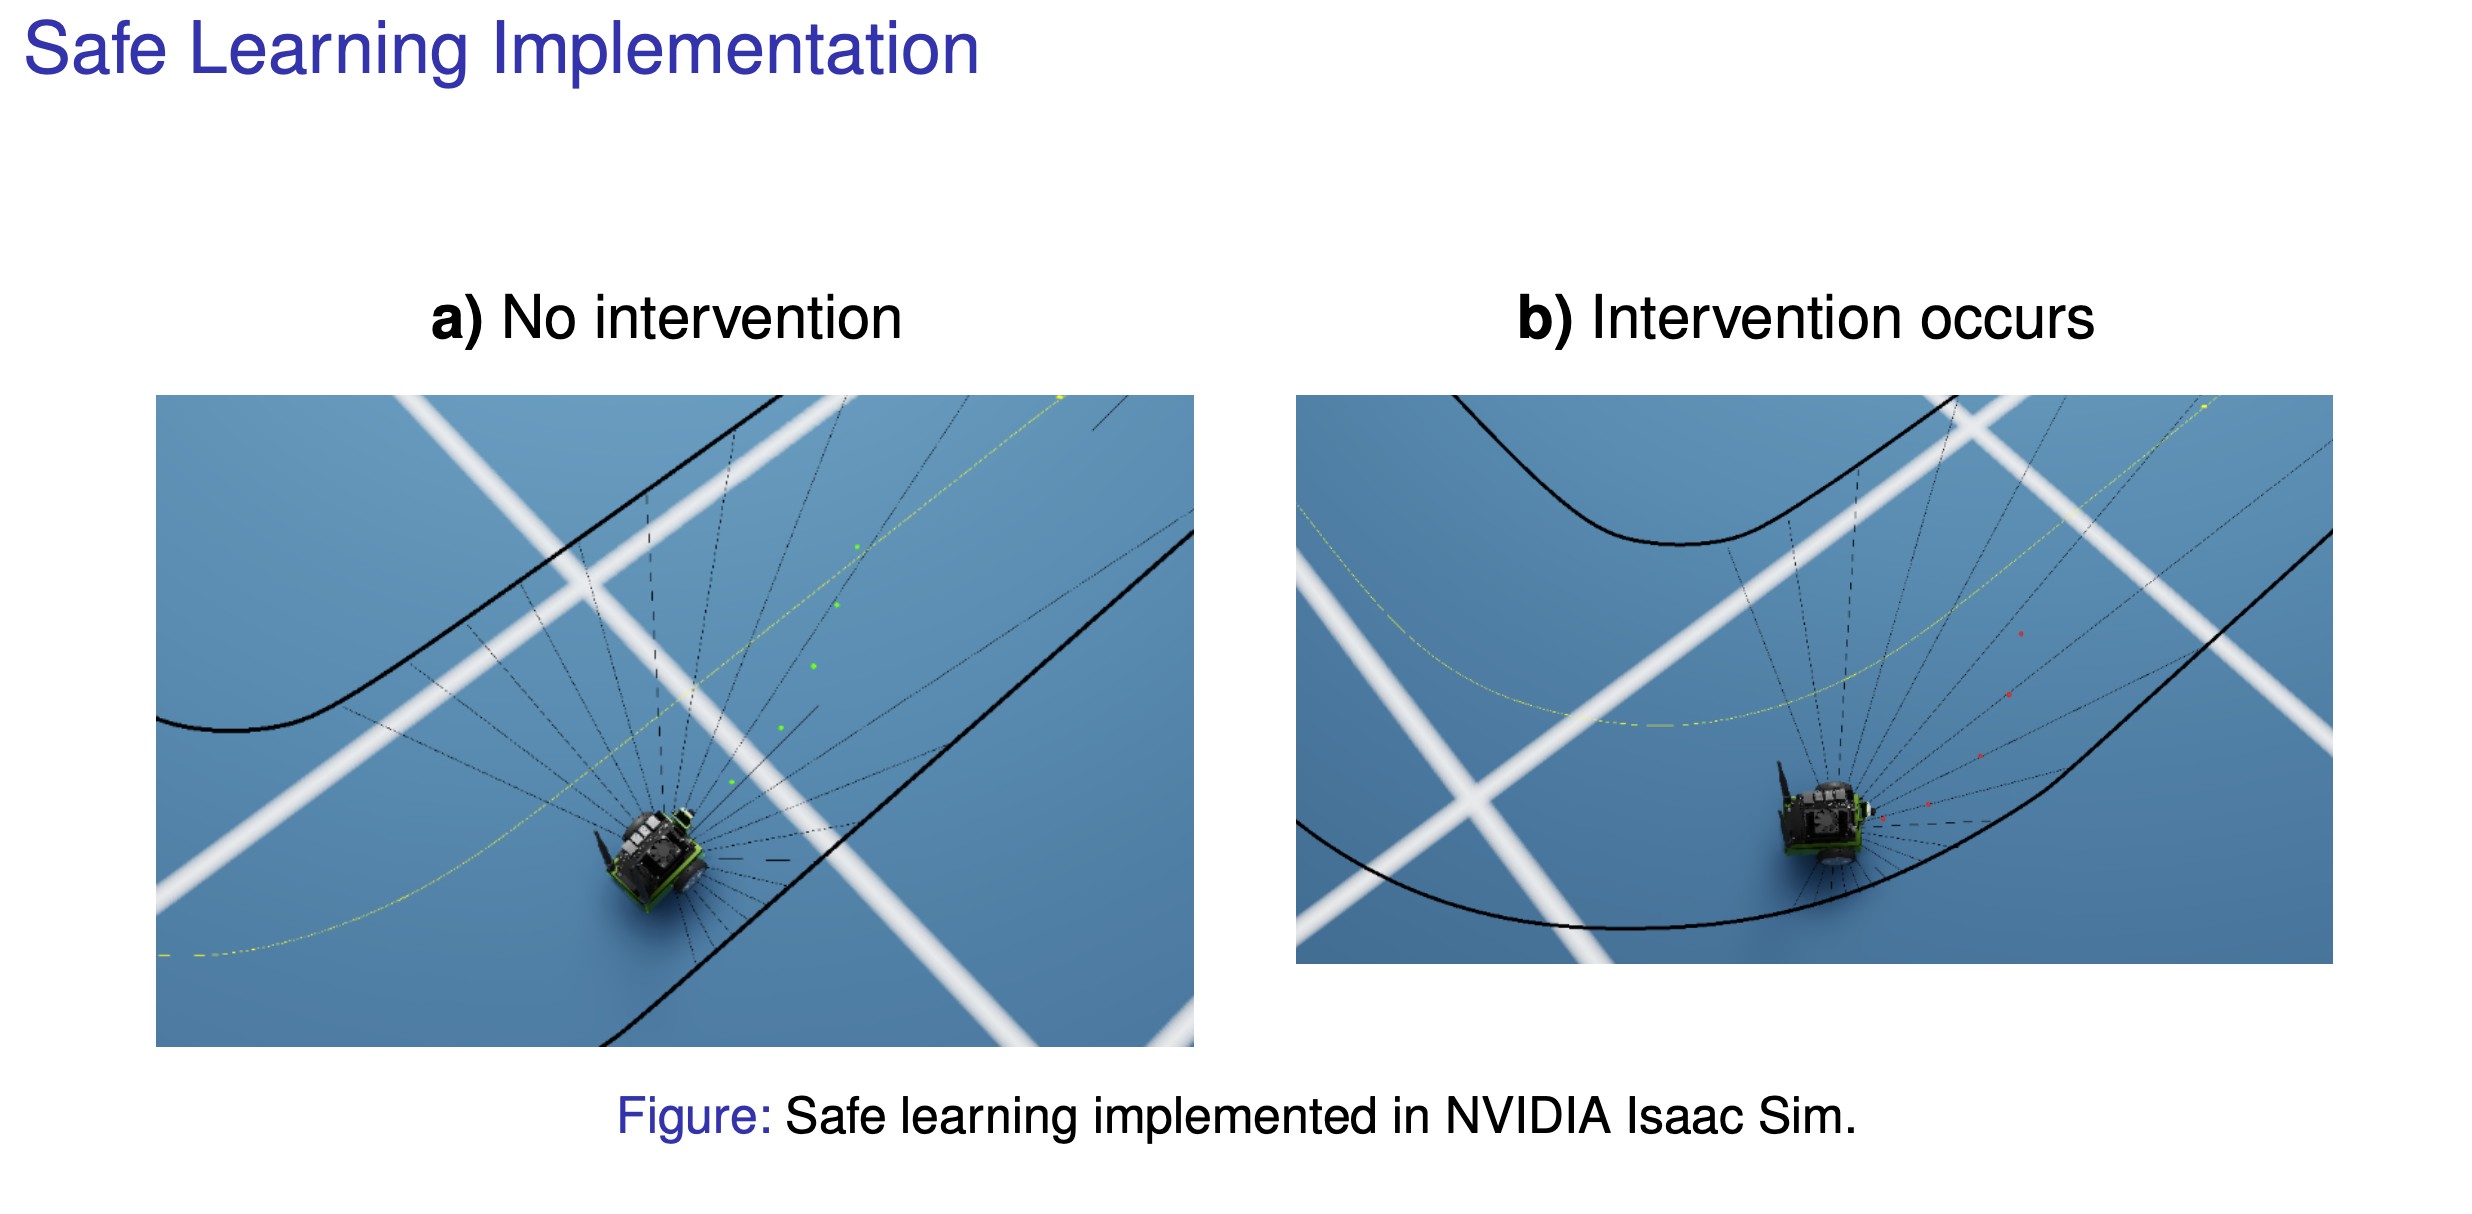 Safe Learning Implementation
a) No intervention
b) Intervention occurs
Figure: Safe learning implemented in NVIDIA Isaac Sim.